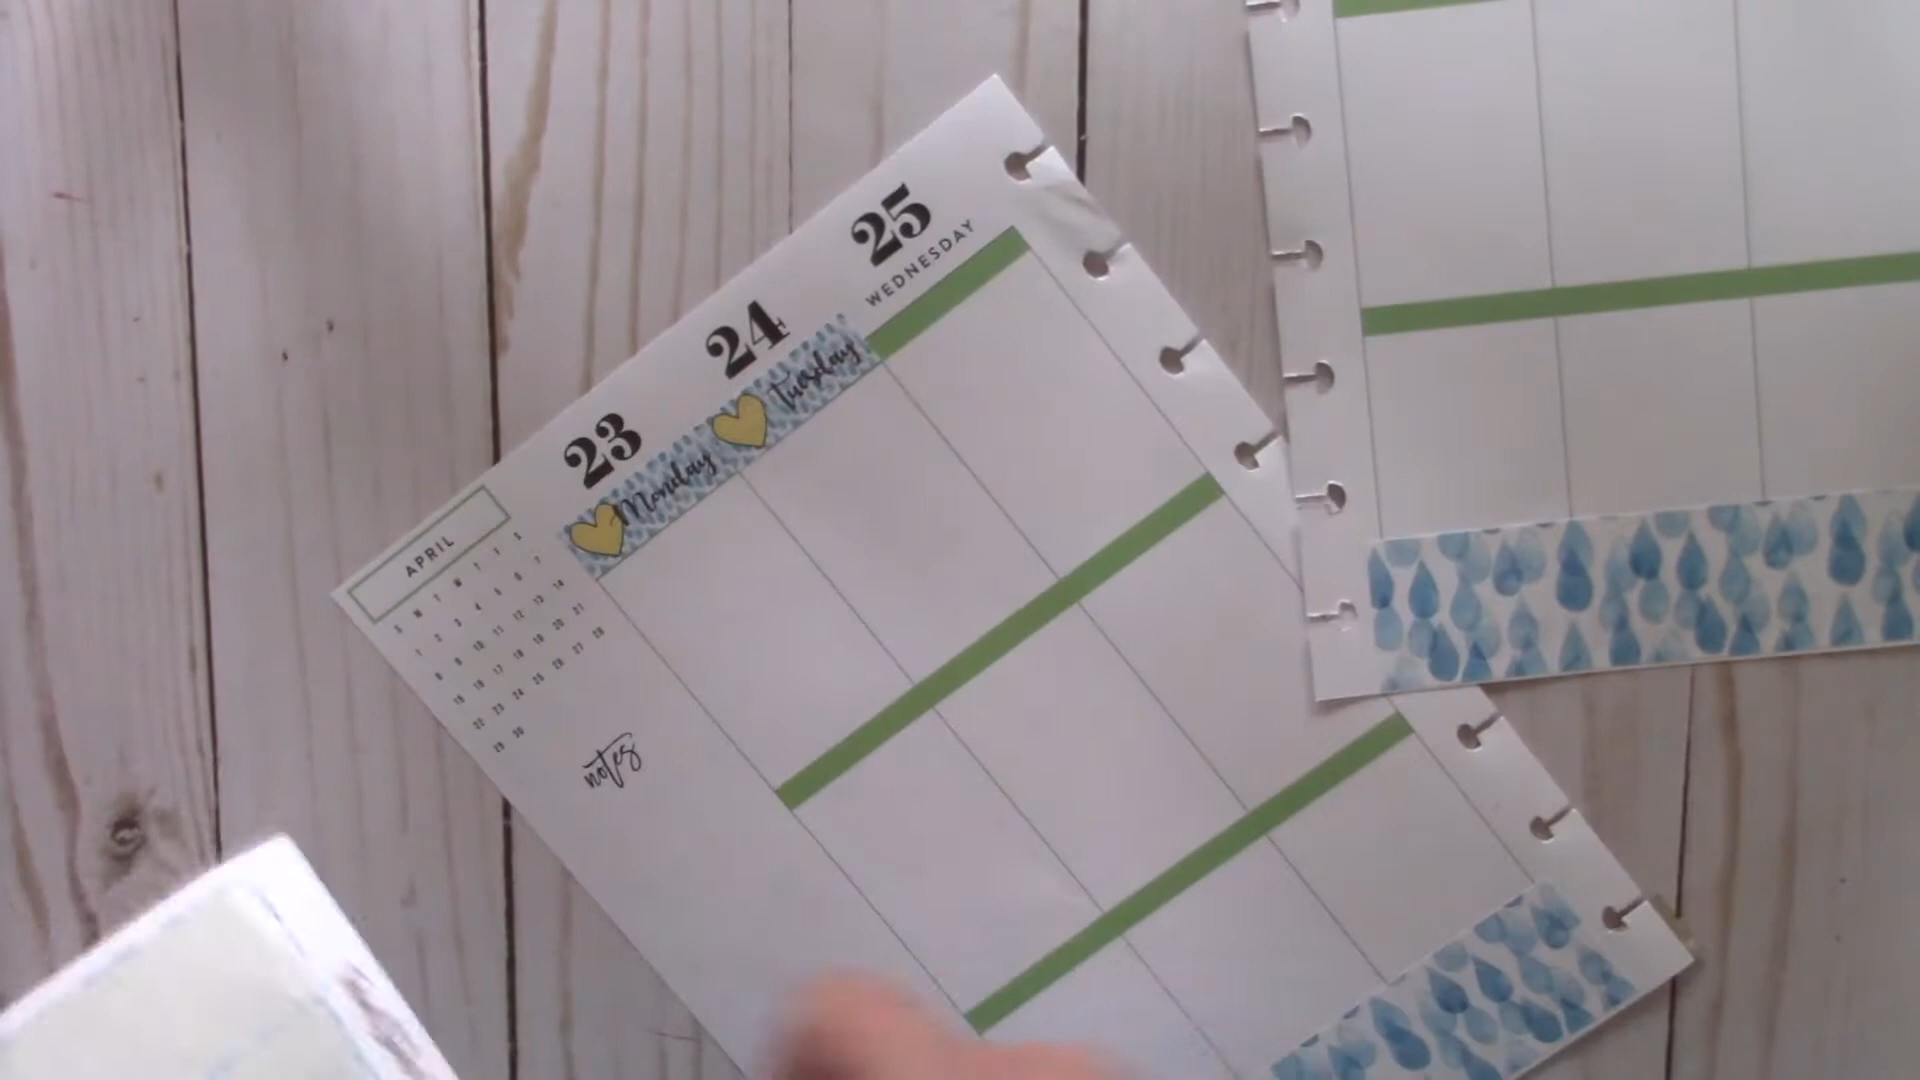 25
WEDNESDAY
24
Tuesday
23
Monday
APRIL
S M T W T F S
1 2 3 4 5 6 7
8 9 10 11 12 13 14
15 16 17 18 19 20 21
22 23 24 25 26 27 28
29 30
notes